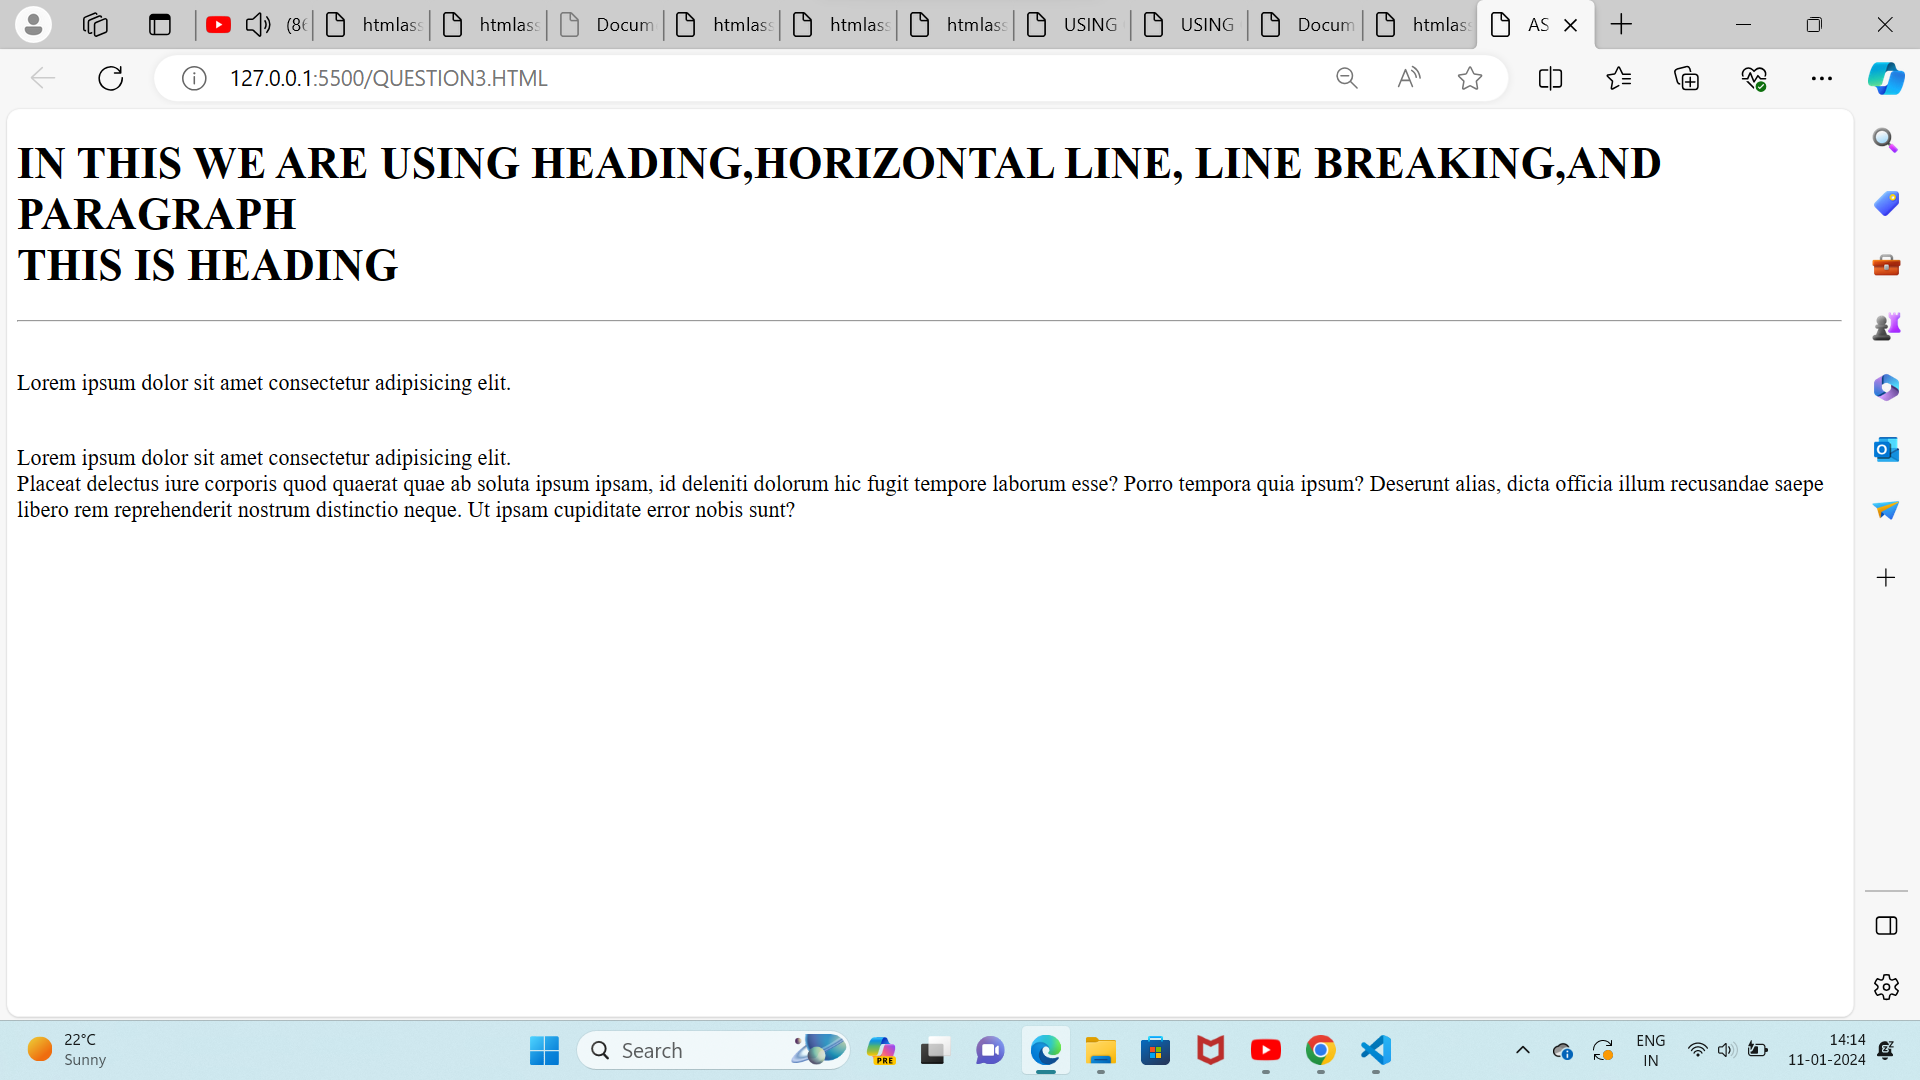 (86
htmlass
htmlass
Docum
htmlass
htmlass
htmlass
USING
USING
Docum
htmlass
AS
127.0.0.1:5500/QUESTION3.HTML
IN THIS WE ARE USING HEADING,HORIZONTAL LINE, LINE BREAKING,AND
PARAGRAPH
THIS IS HEADING
Lorem ipsum dolor sit amet consectetur adipisicing elit.
Lorem ipsum dolor sit amet consectetur adipisicing elit.
Placeat delectus iure corporis quod quaerat quae ab soluta ipsum ipsam, id deleniti dolorum hic fugit tempore laborum esse? Porro tempora quia ipsum? Deserunt alias, dicta officia illum recusandae saepe
libero rem reprehenderit nostrum distinctio neque. Ut ipsam cupiditate error nobis sunt?
22°C
Sunny
Search
PRE
ENG
IN
14:14
11-01-2024